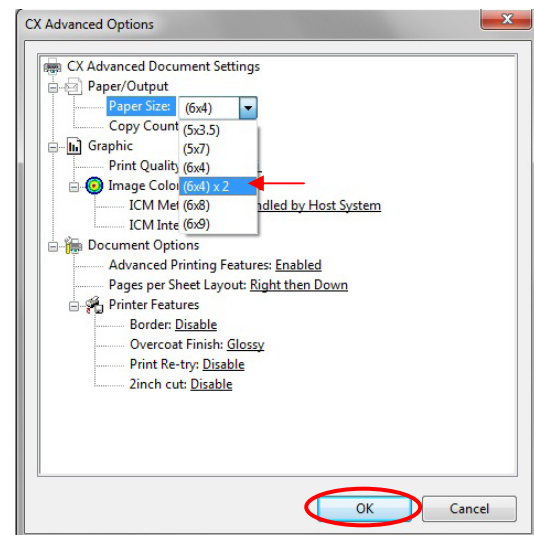 CX Advanced Options
CX Advanced Document Settings
Paper/Output
Paper Size: (6x4)
Copy Count
(5x3.5)
Graphic
(5x7)
Print Quality
(6x4)
Image Color
(6x4) x 2
ICM Met
(6x8)
ndled by Host System
ICM Inte
(6x9)
Document Options
Advanced Printing Features: Enabled
Pages per Sheet Layout: Right then Down
Printer Features
Border: Disable
Overcoat Finish: Glossy
Print Re-try: Disable
2inch cut: Disable
OK
Cancel